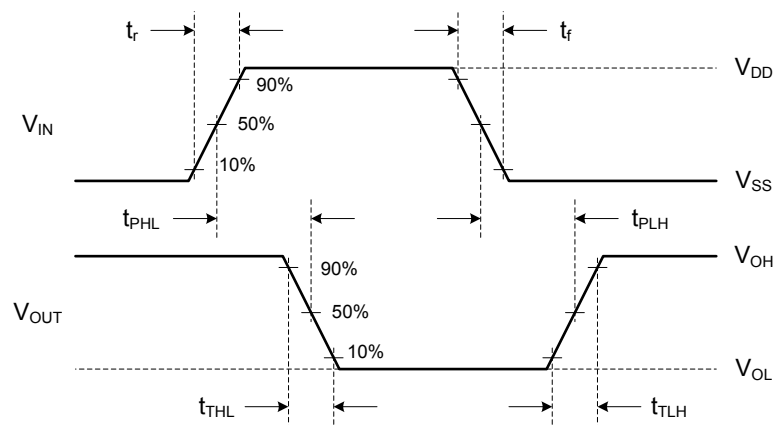 tr
tf
VDD
90%
VIN
50%
10%
VSS
tPHL
tPLH
VOH
90%
VOUT
50%
10%
VOL
tTHL
tTLH